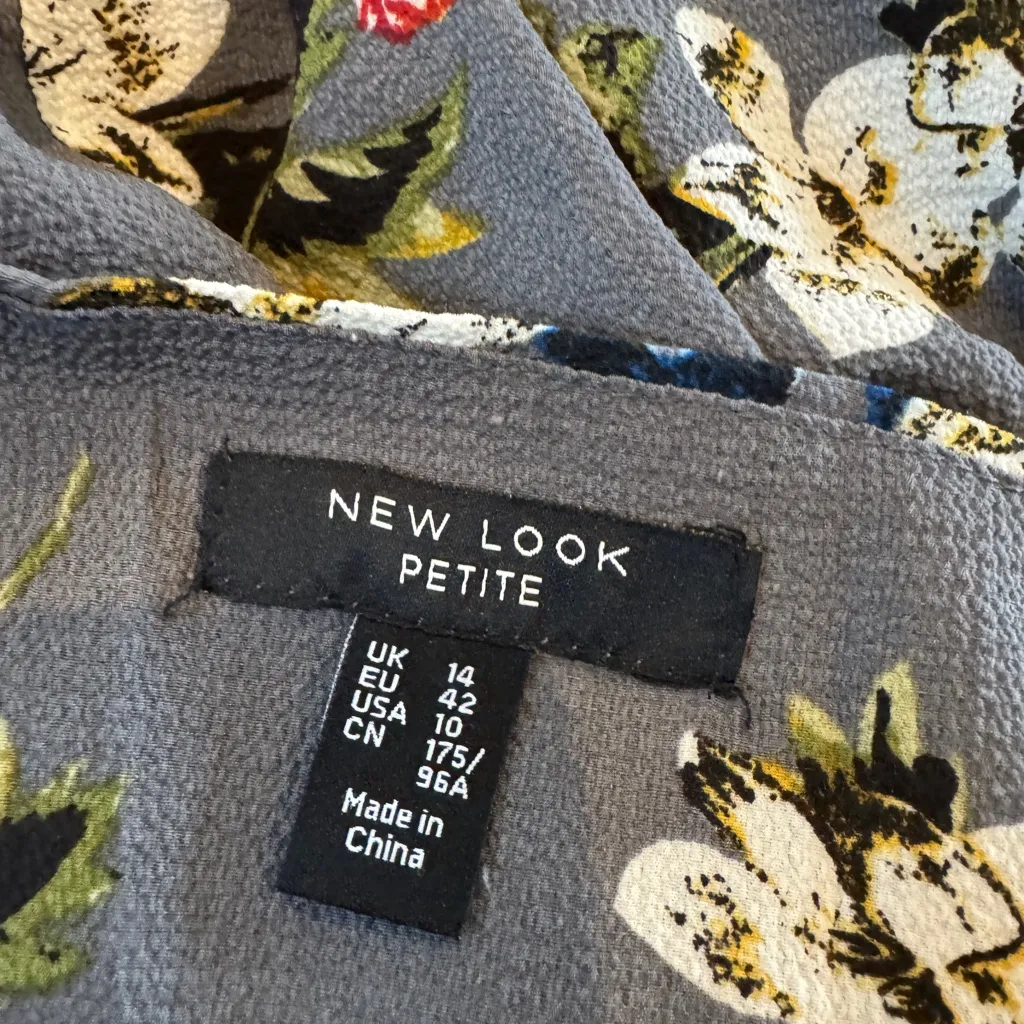 NEW LOOK
PETITE
UK 14
EU 42
USA 10
CN 175/
96A
Made in
China